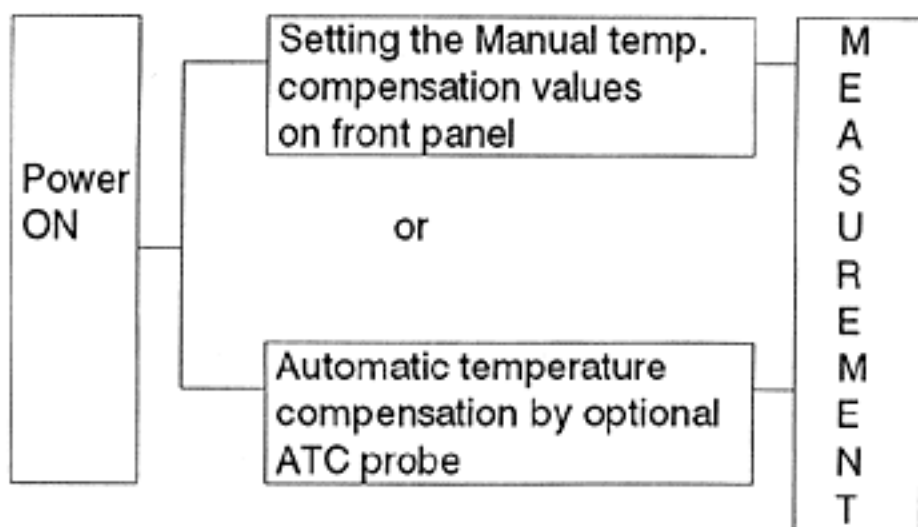 Power
ON
Setting the Manual temp.
compensation values
on front panel
or
Automatic temperature
compensation by optional
ATC probe
M
E
A
S
U
R
E
M
E
N
T